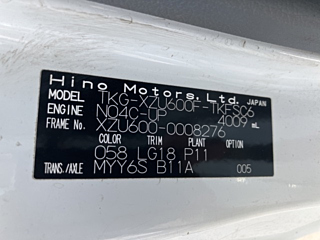 Hino Motors, Ltd. JAPAN
MODEL TKG-XZU600F-TKFSC6
ENGINE N04C-UP 4009 mL
FRAME No. XZU600-0008276
COLOR TRIM PLANT/OPTION
058 LG18 P11
TRANS./AXLE MYY6S B11A 005